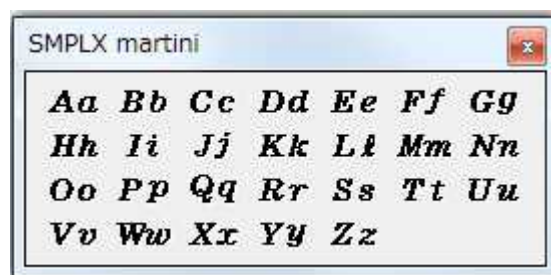 SMPLX martini
Aa Bb Cc Dd Ee Ff Gg
Hh Ii Jj Kk Ll Mm Nn
Oo Pp Qq Rr Ss Tt Uu
Vv Ww Xx Yy Zz